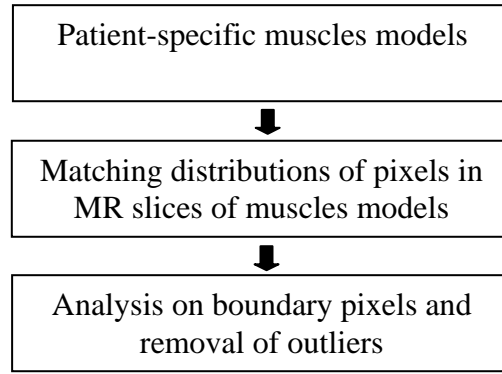 Patient-specific muscles models
Matching distributions of pixels in
MR slices of muscles models
Analysis on boundary pixels and
removal of outliers